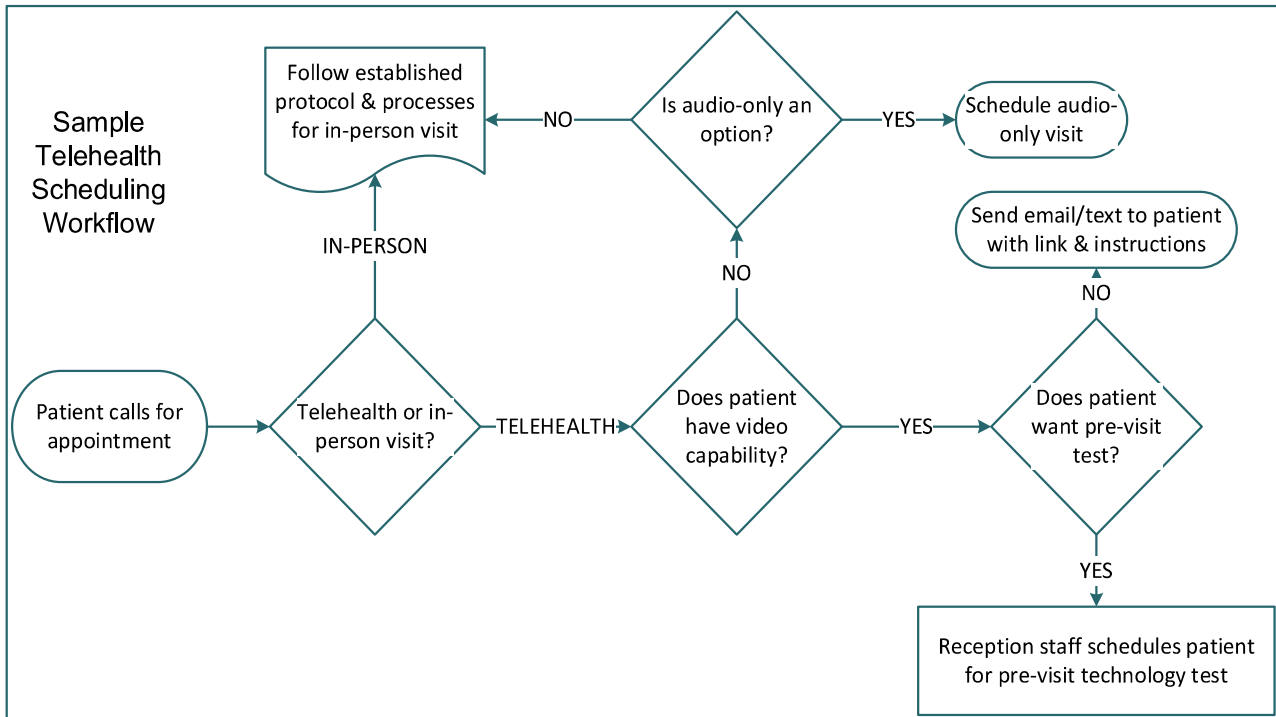 Sample
Telehealth
Scheduling
Workflow
Follow established
protocol & processes
for in-person visit
NO
Is audio-only an
option?
YES
Schedule audio-
only visit
Send email/text to patient
with link & instructions
IN-PERSON
NO
NO
Patient calls for
appointment
Telehealth or in-
person visit?
TELEHEALTH
Does patient
have video
capability?
YES
Does patient
want pre-visit
test?
YES
Reception staff schedules patient
for pre-visit technology test